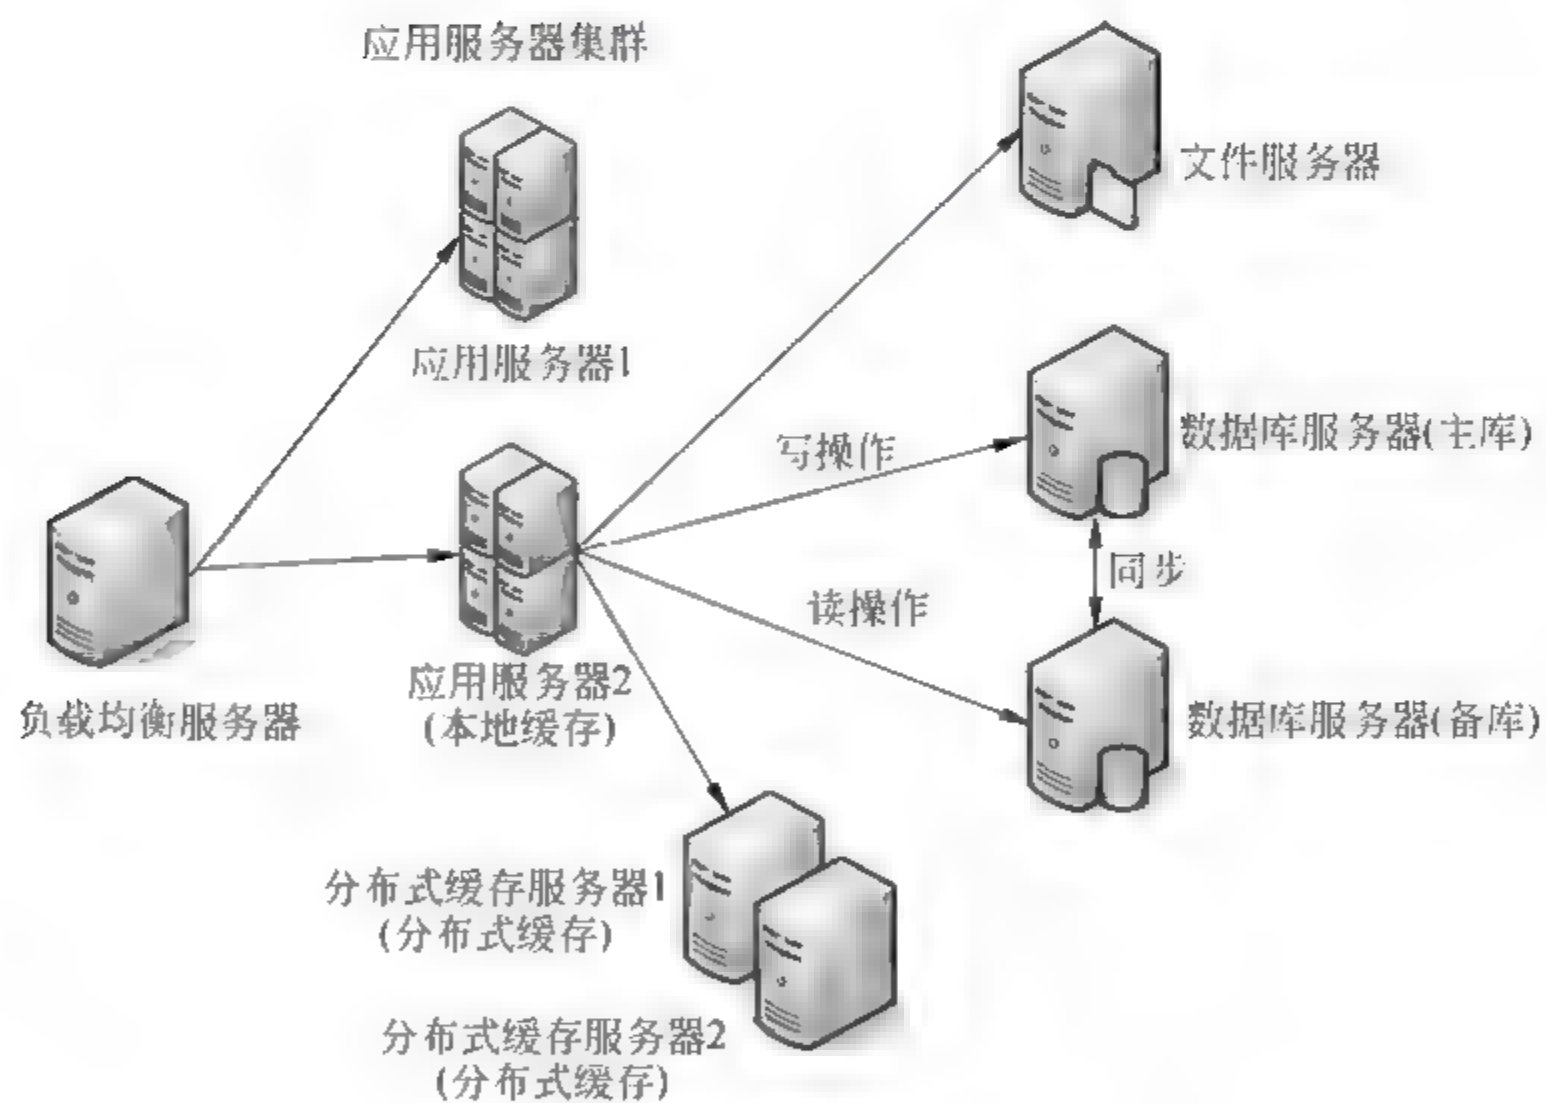 应用服务器集群
文件服务器
应用服务器1
写操作
数据库服务器(主库)
同步
读操作
应用服务器2
(本地缓存)
负载均衡服务器
数据库服务器(备库)
分布式缓存服务器1
(分布式缓存)
分布式缓存服务器2
(分布式缓存)